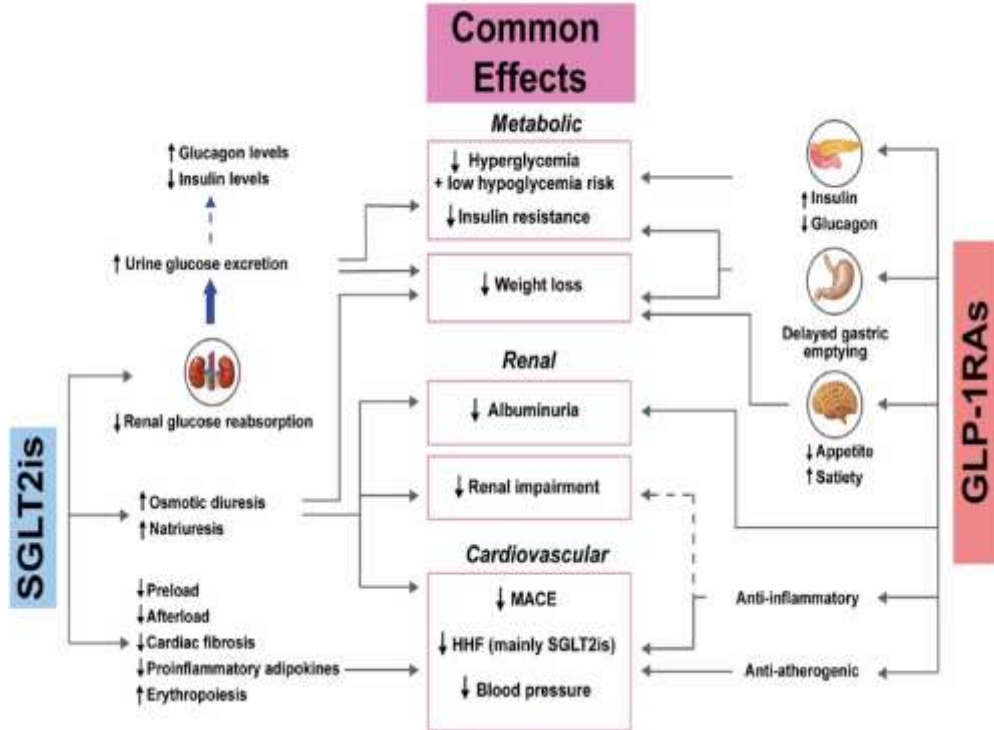 Common
Effects
Metabolic
↑ Glucagon levels
↓ Insulin levels
↑ Urine glucose excretion
↓ Renal glucose reabsorption
SGLT2is
↑ Osmotic diuresis
↑ Natriuresis
↓ Preload
↓ Afterload
↓ Cardiac fibrosis
↓ Proinflammatory adipokines
↑ Erythropoiesis
↓ Hyperglycemia
+ low hypoglycemia risk
↓ Insulin resistance
↓ Weight loss
Renal
↓ Albuminuria
↓ Renal impairment
Cardiovascular
↓ MACE
↓ HHF (mainly SGLT2is)
↓ Blood pressure
↑ Insulin
↓ Glucagon
Delayed gastric
emptying
↓ Appetite
↑ Satiety
Anti-inflammatory
Anti-atherogenic
GLP-1RAs